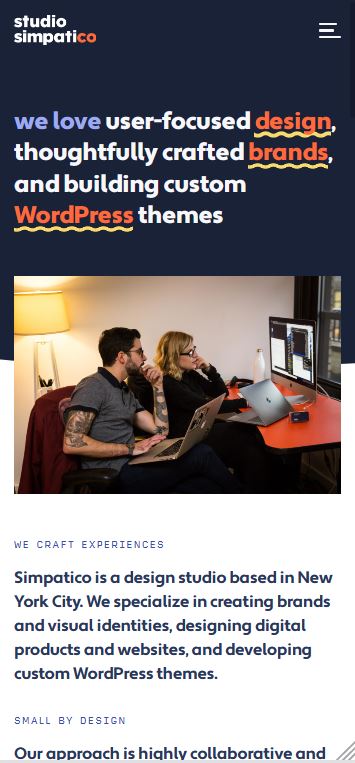 studio
simpatico
we love user-focused design,
thoughtfully crafted brands,
and building custom
WordPress themes
WE CRAFT EXPERIENCES
Simpatico is a design studio based in New
York City. We specialize in creating brands
and visual identities, designing digital
products and websites, and developing
custom WordPress themes.
SMALL BY DESIGN
Our approach is highly collaborative and